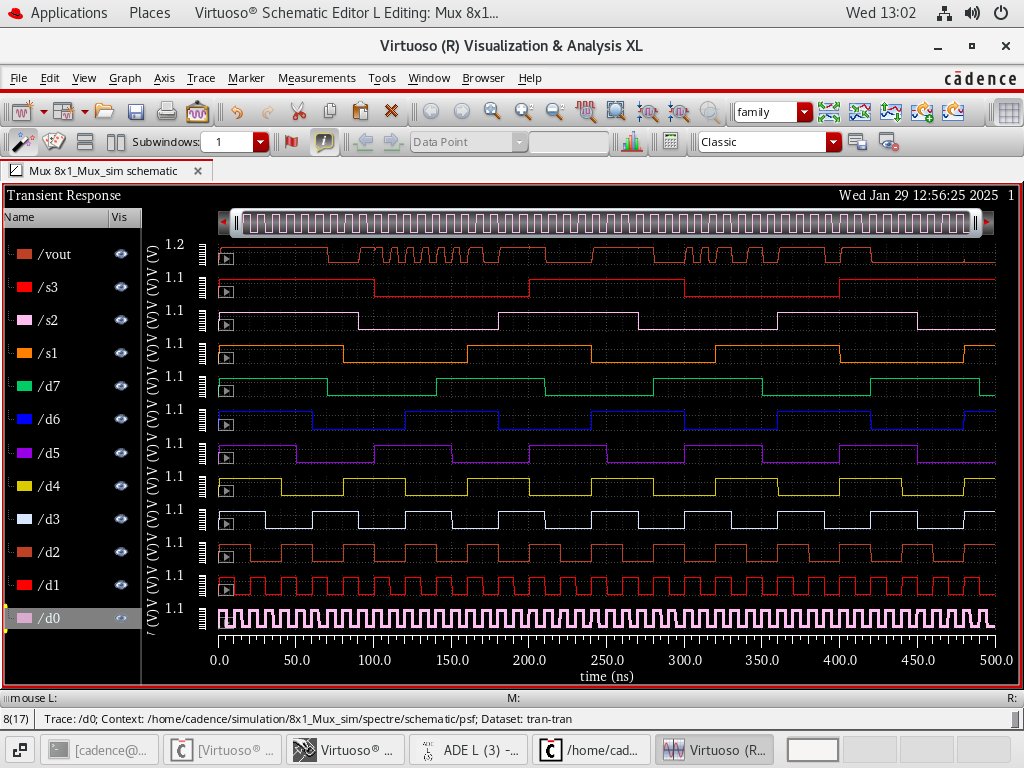 Applications Places Virtuoso® Schematic Editor L Editing: Mux 8x1... Wed 13:02
Virtuoso (R) Visualization & Analysis XL
File Edit View Graph Axis Trace Marker Measurements Tools Window Browser Help cādence
family
Subwindows: 1 Data Point Classic
Mux 8x1_Mux_sim schematic
Transient Response Wed Jan 29 12:56:25 2025 1
Name Vis
/vout 1.2
/s3 1.1
/s2 1.1
/s1 1.1
/d7 1.1
/d6 1.1
/d5 1.1
/d4 1.1
/d3 1.1
/d2 1.1
/d1 1.1
/d0 1.1
0.0 50.0 100.0 150.0 200.0 250.0 300.0 350.0 400.0 450.0 500.0
time (ns)
mouse L: M: R:
8(17) Trace: /d0; Context: /home/cadence/simulation/8x1_Mux_sim/spectre/schematic/psf; Dataset: tran-tran
[cadence@... [Virtuoso® ... Virtuoso® ... ADE L (3) -... /home/cad... Virtuoso (R...